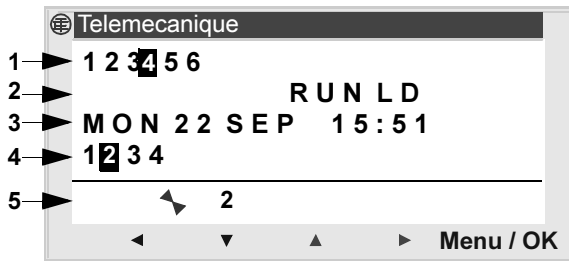 Telemecanique
1 1 2 3 4 5 6
2 RUN LD
3 MON 22 SEP 15:51
4 1 2 3 4
5 2
Menu / OK